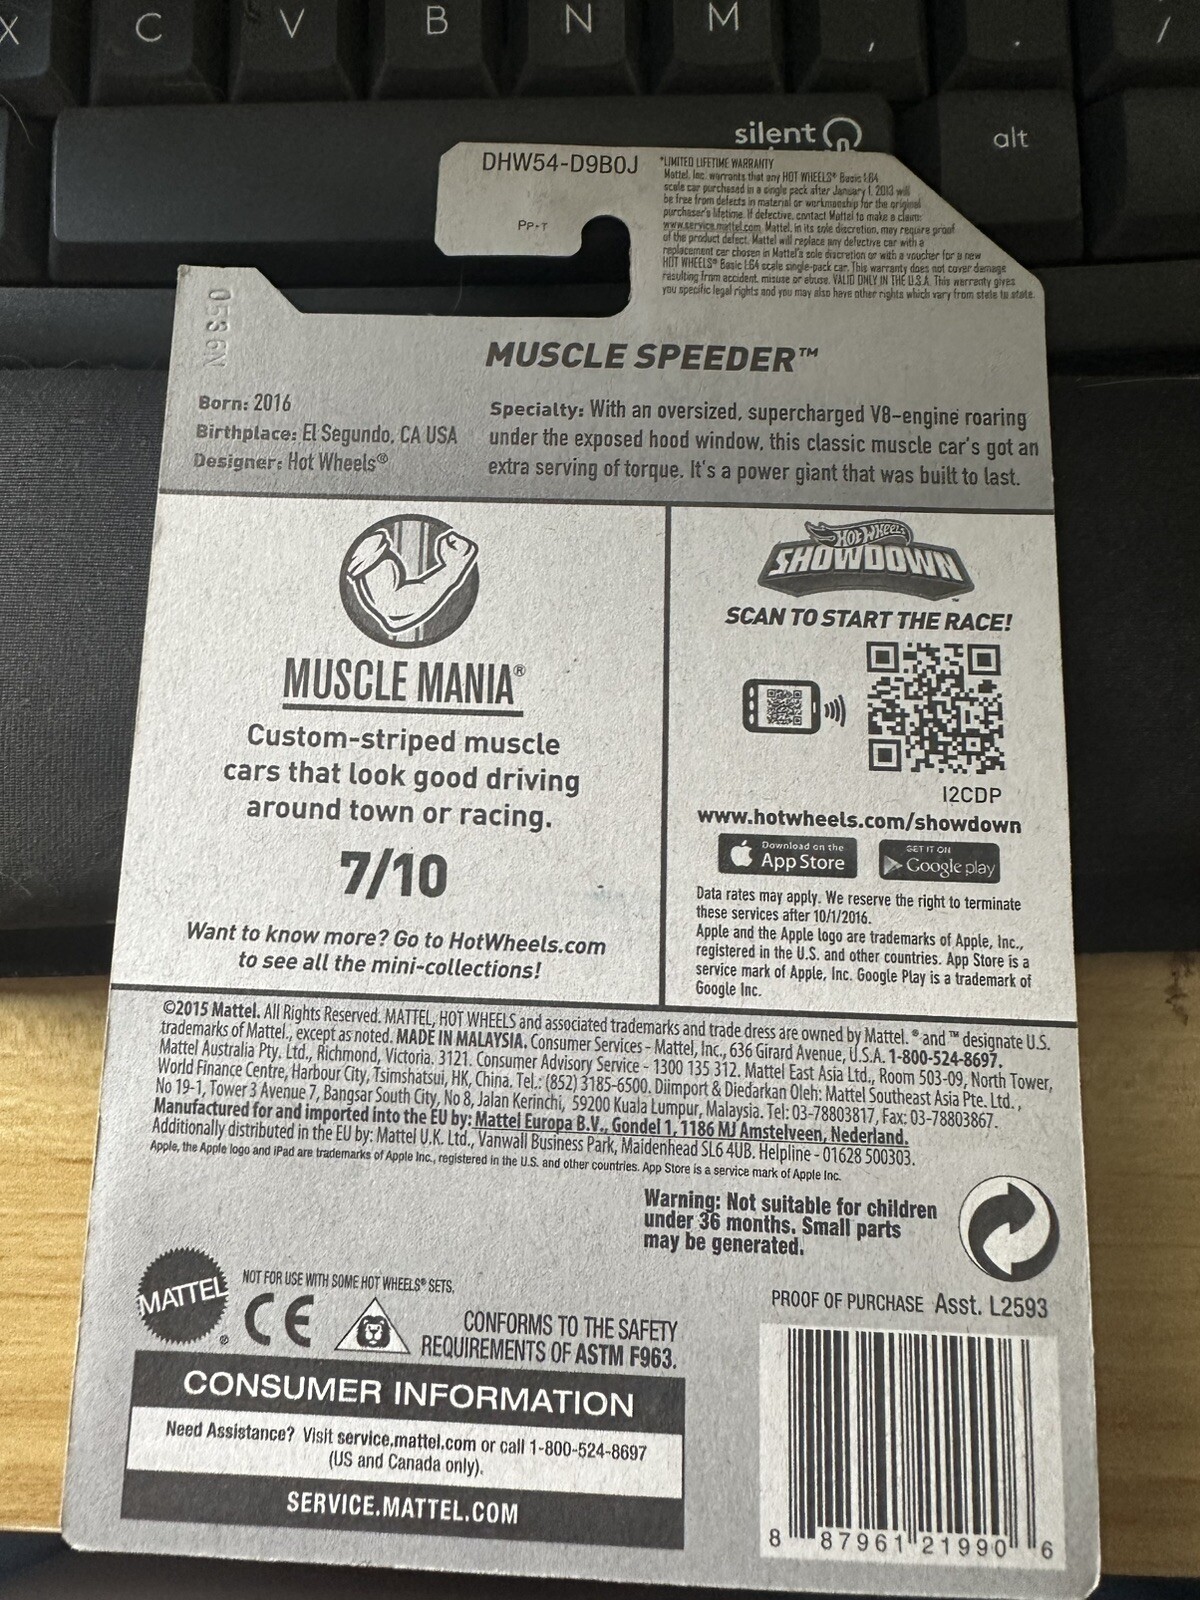 X C V B N M , . /
silent
alt
DHW54-D9B0J
PP-T
*LIMITED LIFETIME WARRANTY
Mattel, Inc. warrants that any HOT WHEELS® Basic 1:64
scale car purchased in a single pack after January 1, 2013 will
be free from defects in material or workmanship for the original
purchaser's lifetime. If defective, contact Mattel to make a claim:
www.service.mattel.com. Mattel, in its sole discretion, may require proof
of the product defect. Mattel will replace any defective car with a
replacement car chosen in Mattel's sole discretion or with a voucher for a new
HOT WHEELS® Basic 1:64 scale single-pack car. This warranty does not cover damage
resulting from accident, misuse or abuse. VALID ONLY IN THE U.S.A. This warranty gives
you specific legal rights and you may also have other rights which vary from state to state.
MUSCLE SPEEDER™
Born: 2016
Birthplace: El Segundo, CA USA
Designer: Hot Wheels®
Specialty: With an oversized, supercharged V8-engine roaring
under the exposed hood window, this classic muscle car's got an
extra serving of torque. It's a power giant that was built to last.
MUSCLE MANIA®
Custom-striped muscle
cars that look good driving
around town or racing.
7/10
Want to know more? Go to HotWheels.com
to see all the mini-collections!
HOT WHEELS
SHOWDOWN™
SCAN TO START THE RACE!
I2CDP
www.hotwheels.com/showdown
Download on the
App Store
GET IT ON
Google play
Data rates may apply. We reserve the right to terminate
these services after 10/1/2016.
Apple and the Apple logo are trademarks of Apple, Inc.,
registered in the U.S. and other countries. App Store is a
service mark of Apple, Inc. Google Play is a trademark of
Google Inc.
©2015 Mattel. All Rights Reserved. MATTEL, HOT WHEELS and associated trademarks and trade dress are owned by Mattel. ® and ™ designate U.S.
trademarks of Mattel., except as noted. MADE IN MALAYSIA. Consumer Services - Mattel, Inc., 636 Girard Avenue, U.S.A. 1-800-524-8697.
Mattel Australia Pty. Ltd., Richmond, Victoria. 3121. Consumer Advisory Service - 1300 135 312. Mattel East Asia Ltd., Room 503-09, North Tower,
World Finance Centre, Harbour City, Tsimshatsui, HK, China. Tel.: (852) 3185-6500. Diimport & Diedarkan Oleh: Mattel Southeast Asia Pte. Ltd.,
No 19-1, Tower 3 Avenue 7, Bangsar South City, No 8, Jalan Kerinchi, 59200 Kuala Lumpur, Malaysia. Tel: 03-78803817, Fax: 03-78803867.
Manufactured for and imported into the EU by: Mattel Europa B.V., Gondel 1, 1186 MJ Amstelveen, Nederland.
Additionally distributed in the EU by: Mattel U.K. Ltd., Vanwall Business Park, Maidenhead SL6 4UB. Helpline - 01628 500303.
Apple, the Apple logo and iPad are trademarks of Apple Inc., registered in the U.S. and other countries. App Store is a service mark of Apple Inc.
Warning: Not suitable for children
under 36 months. Small parts
may be generated.
MATTEL®
NOT FOR USE WITH SOME HOT WHEELS® SETS.
CE
CONFORMS TO THE SAFETY
REQUIREMENTS OF ASTM F963.
PROOF OF PURCHASE Asst. L2593
CONSUMER INFORMATION
Need Assistance? Visit service.mattel.com or call 1-800-524-8697
(US and Canada only).
SERVICE.MATTEL.COM
8 87961 21990 6